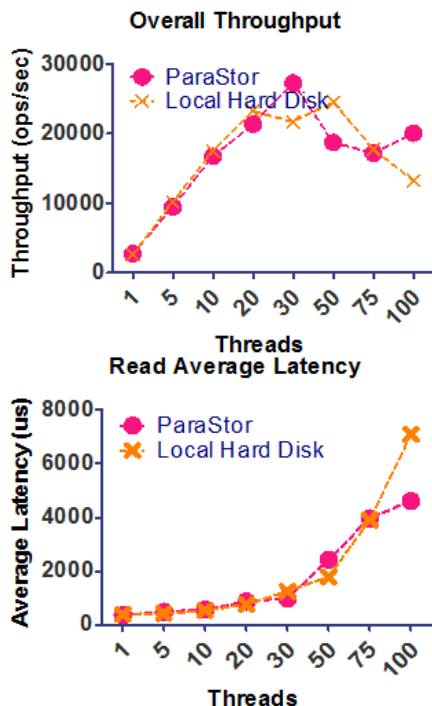 Overall Throughput
Throughput (ops/sec)
30000
20000
10000
0
ParaStor
Local Hard Disk
1
5
10
20
30
50
75
100
Threads
Read Average Latency
Average Latency (us)
8000
6000
4000
2000
0
ParaStor
Local Hard Disk
1
5
10
20
30
50
75
100
Threads